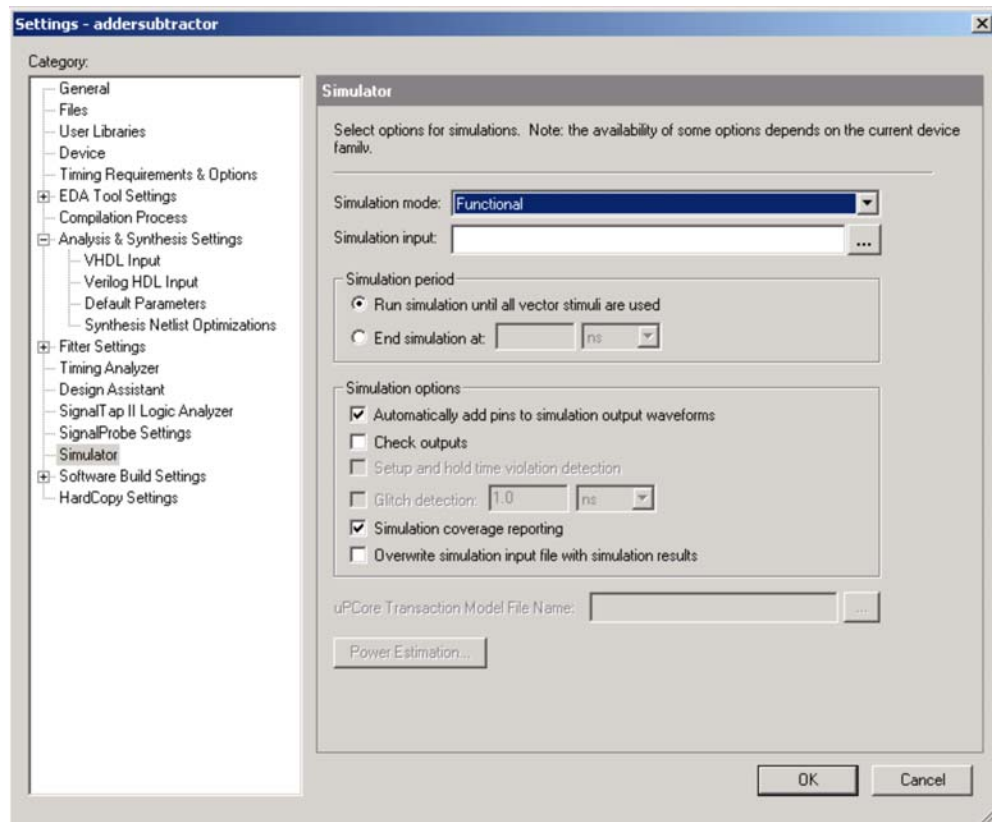 Settings - addersubtractor
Category:
General
Files
User Libraries
Device
Timing Requirements & Options
EDA Tool Settings
Compilation Process
Analysis & Synthesis Settings
VHDL Input
Verilog HDL Input
Default Parameters
Synthesis Netlist Optimizations
Fitter Settings
Timing Analyzer
Design Assistant
SignalTap II Logic Analyzer
SignalProbe Settings
Simulator
Software Build Settings
HardCopy Settings
Simulator
Select options for simulations. Note: the availability of some options depends on the current device
family.
Simulation mode: Functional
Simulation input: ...
Simulation period
Run simulation until all vector stimuli are used
End simulation at: ns
Simulation options
Automatically add pins to simulation output waveforms
Check outputs
Setup and hold time violation detection
Glitch detection: 1.0 ns
Simulation coverage reporting
Overwrite simulation input file with simulation results
uPCore Transaction Model File Name: ...
Power Estimation...
OK Cancel